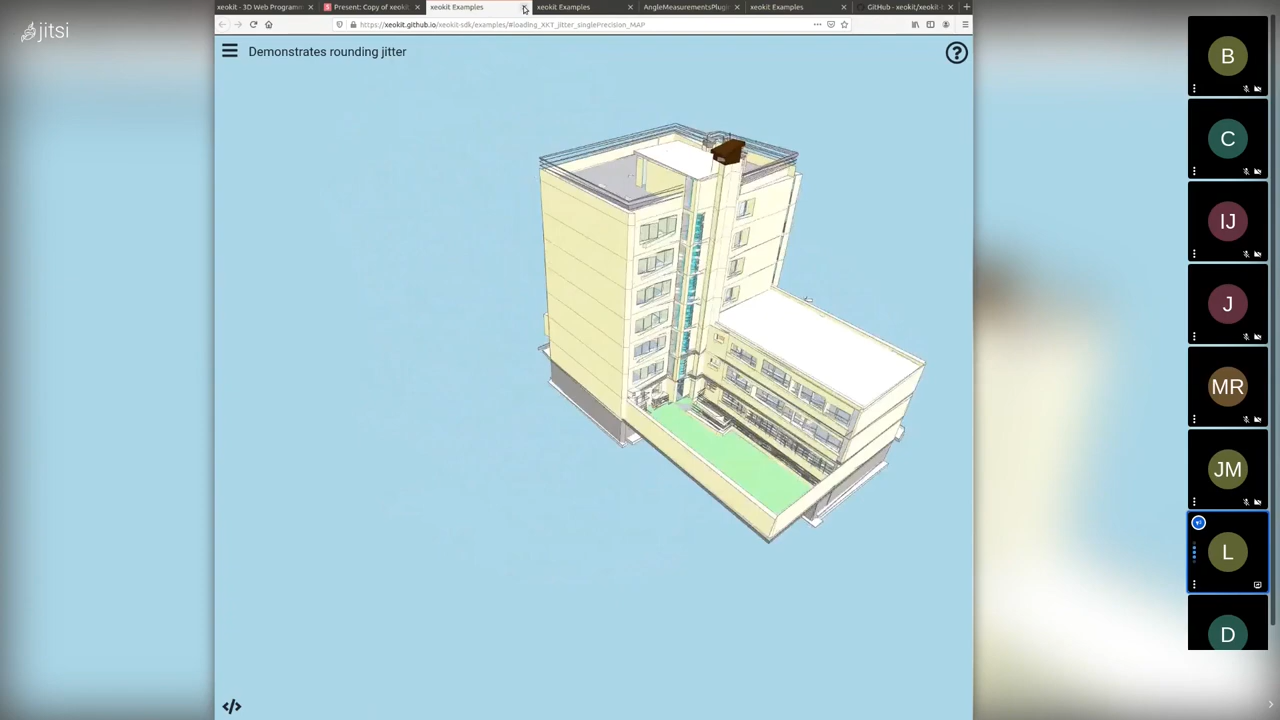 jitsi
xeokit - 3D Web Programm
Present: Copy of xeokit
xeokit Examples
xeokit Examples
AngleMeasurementsPlugi
xeokit Examples
GitHub - xeokit/xeokit-
https://xeokit.github.io/xeokit-sdk/examples/#loading_XKT_jitter_singlePrecision_MAP
Demonstrates rounding jitter
B
C
IJ
J
MR
JM
L
D